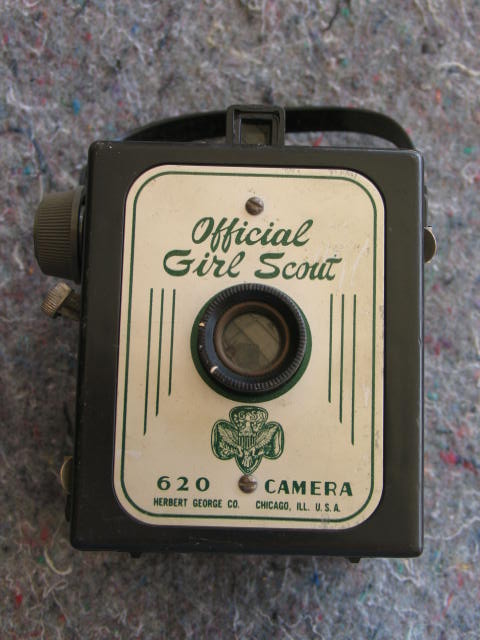 Official
Girl Scout
620 CAMERA
HERBERT GEORGE CO. CHICAGO, ILL. U.S.A.